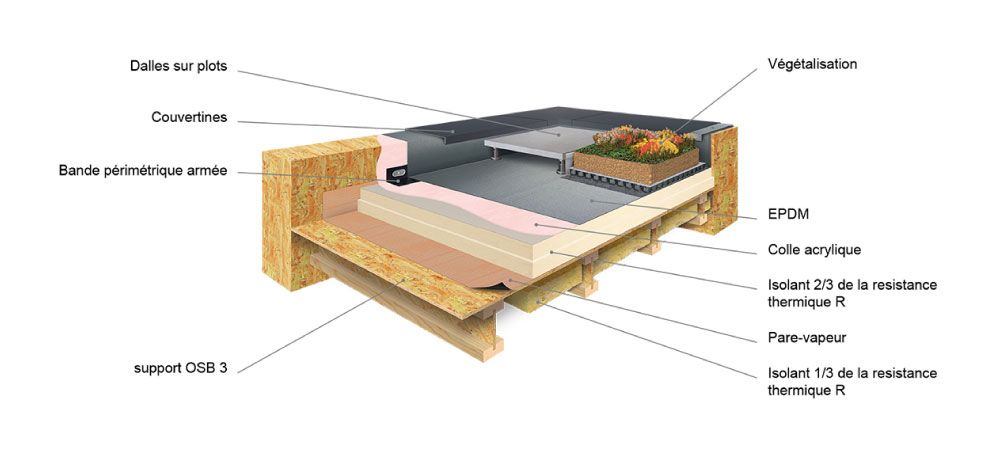 Dalles sur plots
Couvertines
Bande périmétrique armée
support OSB 3
Végétalisation
EPDM
Colle acrylique
Isolant 2/3 de la resistance
thermique R
Pare-vapeur
Isolant 1/3 de la resistance
thermique R